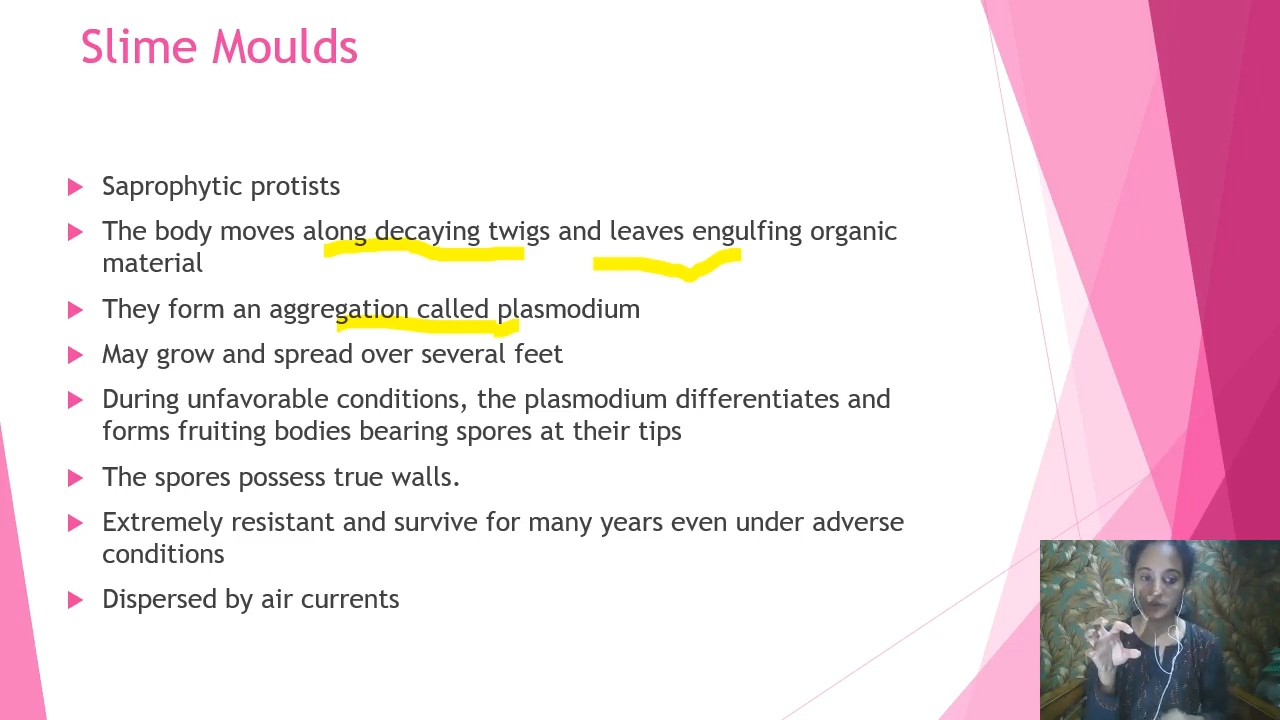 Slime Moulds
Saprophytic protists
The body moves along decaying twigs and leaves engulfing organic
material
They form an aggregation called plasmodium
May grow and spread over several feet
During unfavorable conditions, the plasmodium differentiates and
forms fruiting bodies bearing spores at their tips
The spores possess true walls.
Extremely resistant and survive for many years even under adverse
conditions
Dispersed by air currents